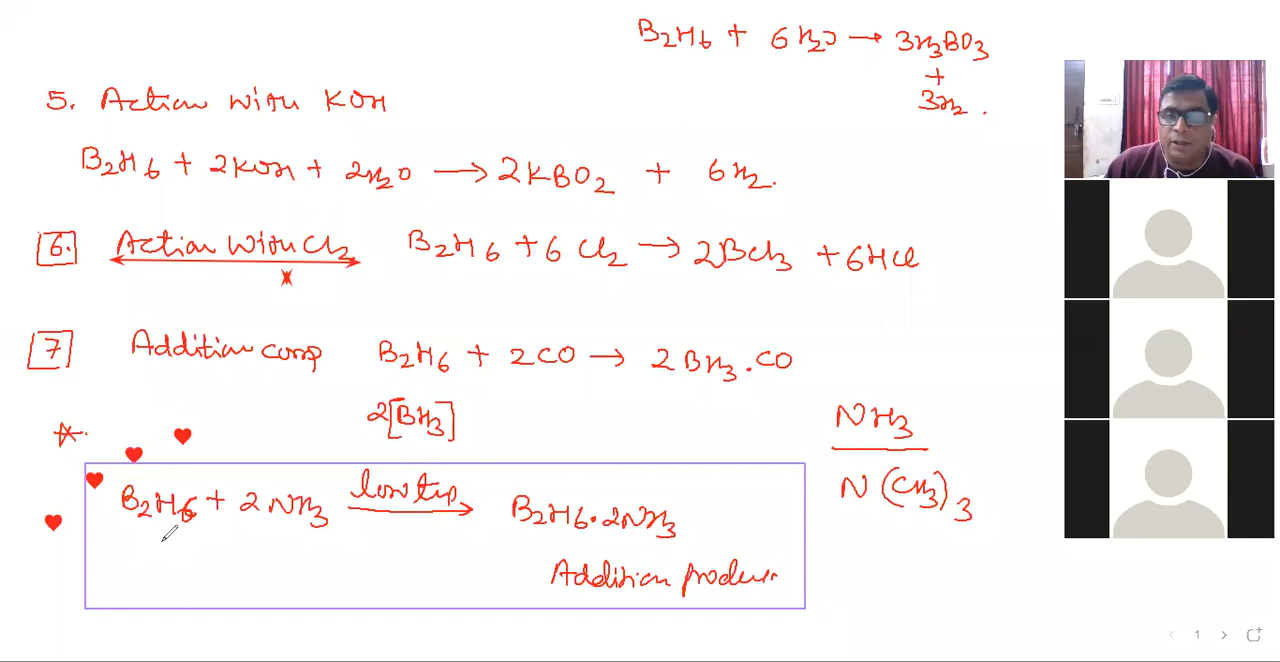 B2H6 + 6H2O → 3H3BO3
+
3H2.
5. Action with KOH
B2H6 + 2KOH + 2H2O → 2KBO2 + 6H2.
6. Action with Cl2 B2H6 + 6Cl2 → 2BCl3 + 6HCl
7 Addition comp B2H6 + 2CO → 2BH3.CO
2[BH3]
NH3
N(CH3)3
B2H6 + 2NH3 low temp → B2H6.2NH3
Addition product
1